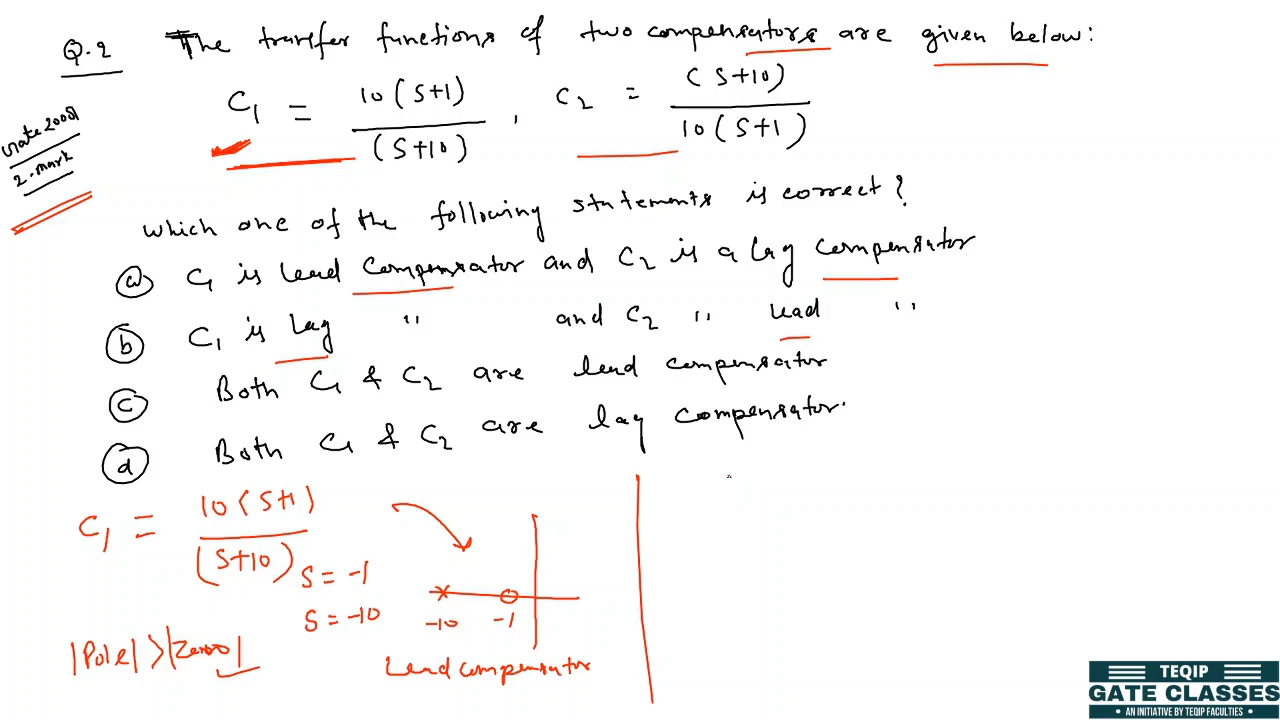 Q.2 The transfer functions of two compensators are given below:
C1 = 10(S+1) / (S+10) , C2 = (S+10) / 10(S+1)
Gate 2008
2-mark
which one of the following statements is correct?
(a) C1 is lead compensator and C2 is a lag compensator
(b) C1 is lag " and C2 " lead "
(c) Both C1 & C2 are lead compensator
(d) Both C1 & C2 are lag compensator.
C1 = 10(S+1) / (S+10)
S = -1
S = -10
-10 -1
|Pole| > |Zeros|
Lead compensator
TEQIP
GATE CLASSES
AN INITIATIVE BY TEQIP FACULTIES